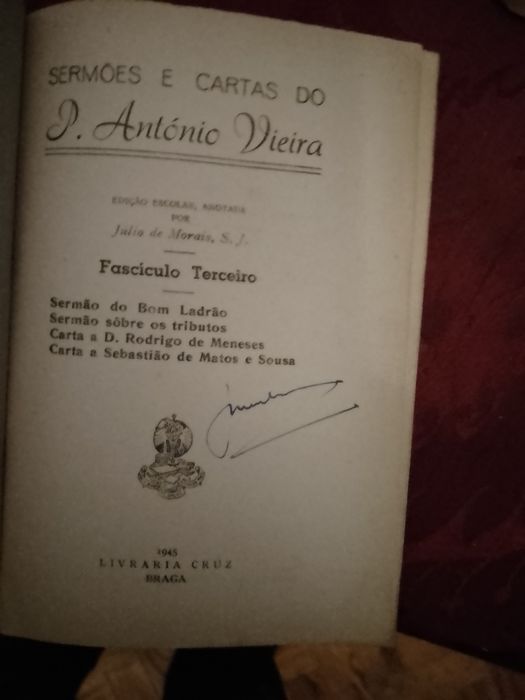 SERMÕES E CARTAS DO
P. António Vieira
EDIÇÃO ESCOLAR, ANOTADA
POR
Julio de Morais, S. J.
Fascículo Terceiro
Sermão do Bom Ladrão
Sermão sôbre os tributos
Carta a D. Rodrigo de Meneses
Carta a Sebastião de Matos e Sousa
1945
LIVRARIA CRUZ
BRAGA